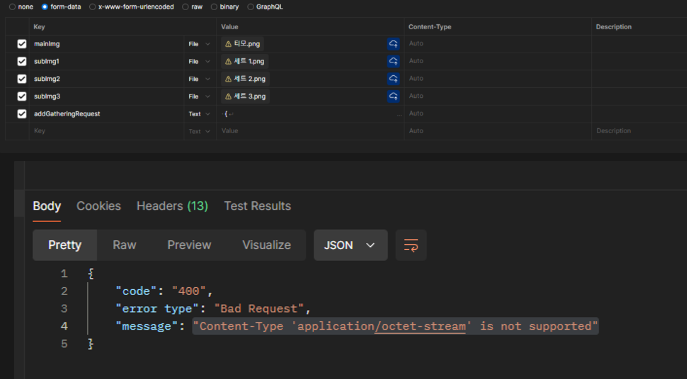 none form-data x-www-form-urlencoded raw binary GraphQL
Key Value Content-Type Description
mainImg File 티모.png Auto
subImg1 File 세트 1.png Auto
subImg2 File 세트 2.png Auto
subImg3 File 세트 3.png Auto
addGatheringRequest Text {↩ ... Auto
Key Text Value Auto Description
Body Cookies Headers (13) Test Results
Pretty Raw Preview Visualize JSON
1 {
2 "code": "400",
3 "error type": "Bad Request",
4 "message": "Content-Type 'application/octet-stream' is not supported"
5 }